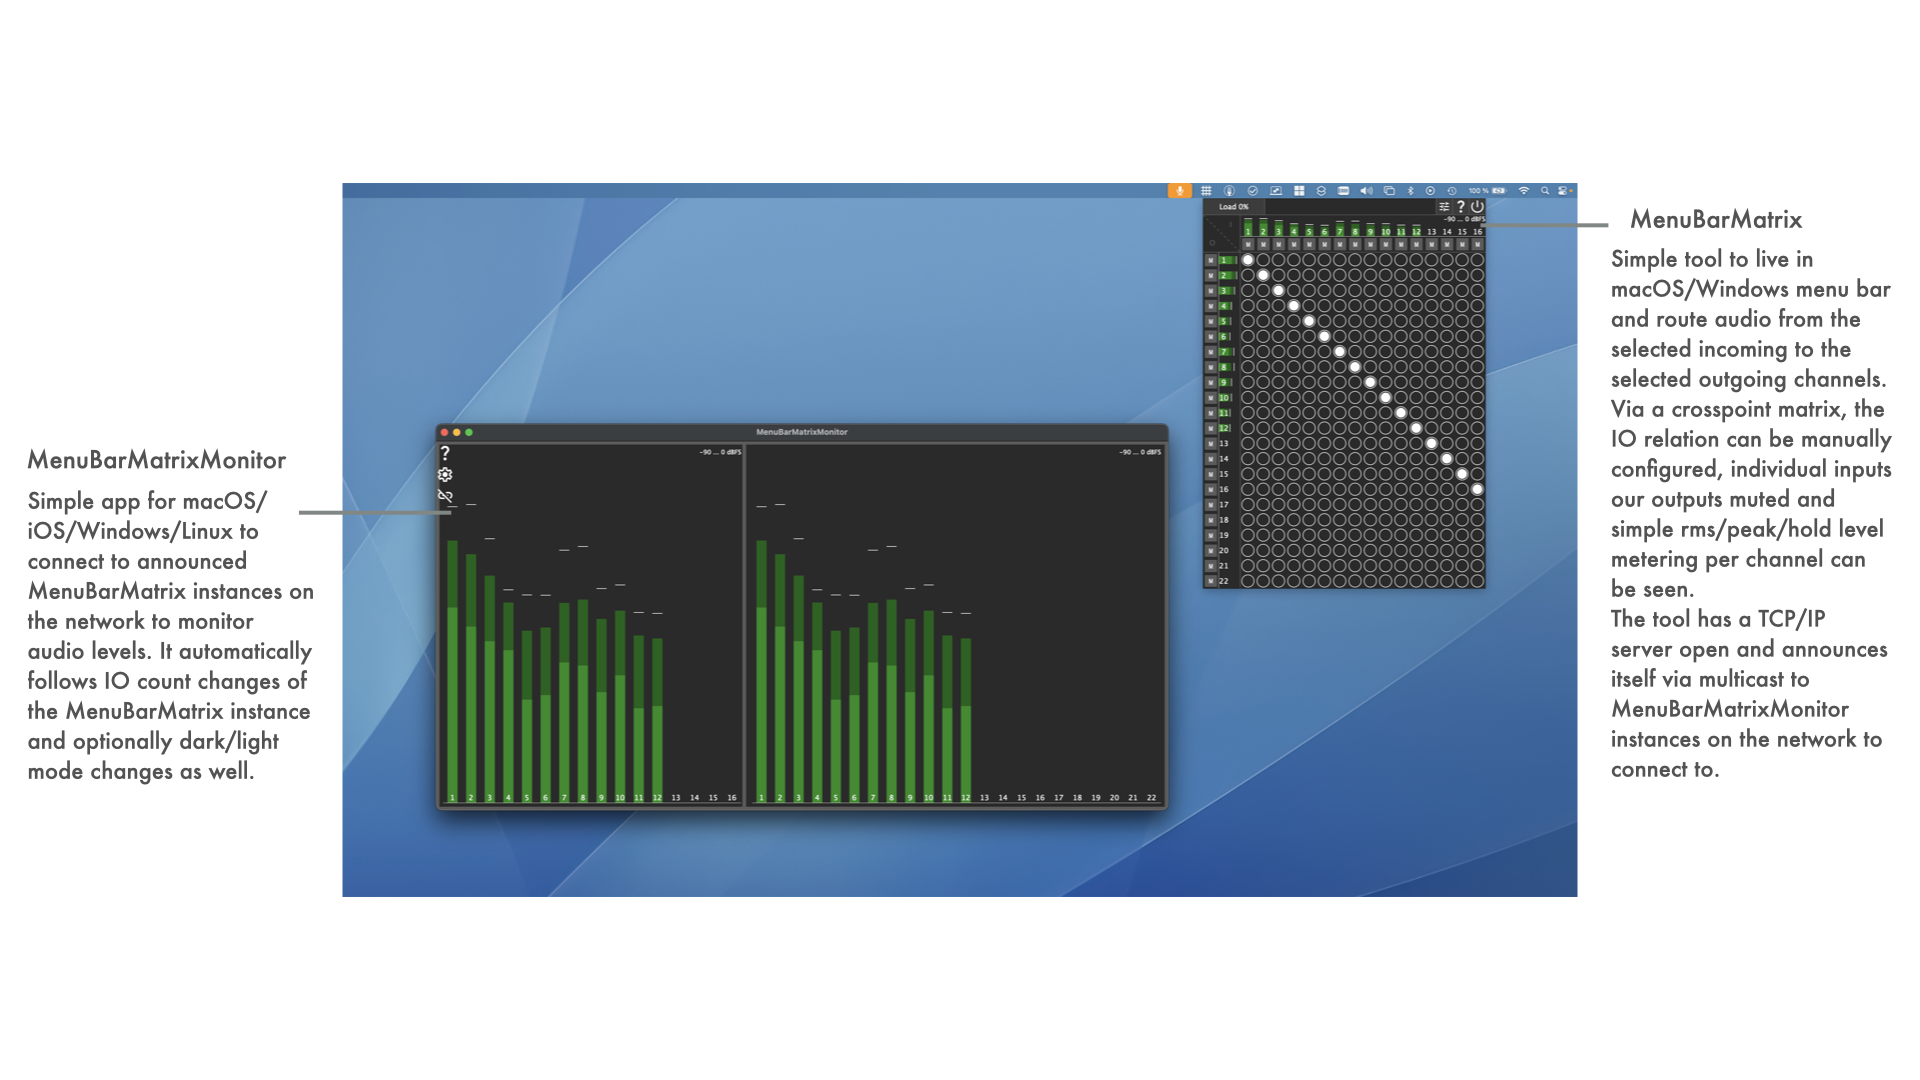 100 %
Load 0%
?
-90 ... 0 dBFS
1 2 3 4 5 6 7 8 9 10 11 12 13 14 15 16
M M M M M M M M M M M M M M M M
M 1
M 2
M 3
M 4
M 5
M 6
M 7
M 8
M 9
M 10
M 11
M 12
M 13
M 14
M 15
M 16
M 17
M 18
M 19
M 20
M 21
M 22
MenuBarMatrix
Simple tool to live in
macOS/Windows menu bar
and route audio from the
selected incoming to the
selected outgoing channels.
Via a crosspoint matrix, the
IO relation can be manually
configured, individual inputs
our outputs muted and
simple rms/peak/hold level
metering per channel can
be seen.
The tool has a TCP/IP
server open and announces
itself via multicast to
MenuBarMatrixMonitor
instances on the network to
connect to.
MenuBarMatrixMonitor
Simple app for macOS/
iOS/Windows/Linux to
connect to announced
MenuBarMatrix instances on
the network to monitor
audio levels. It automatically
follows IO count changes of
the MenuBarMatrix instance
and optionally dark/light
mode changes as well.
MenuBarMatrixMonitor
?
-90 ... 0 dBFS
-90 ... 0 dBFS
1 2 3 4 5 6 7 8 9 10 11 12 13 14 15 16
1 2 3 4 5 6 7 8 9 10 11 12 13 14 15 16 17 18 19 20 21 22